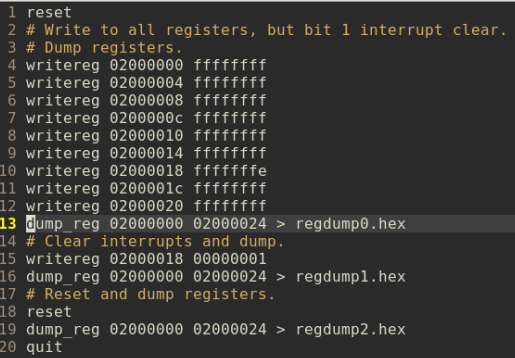 1 reset
2 # Write to all registers, but bit 1 interrupt clear.
3 # Dump registers.
4 writereg 02000000 ffffffff
5 writereg 02000004 ffffffff
6 writereg 02000008 ffffffff
7 writereg 0200000c ffffffff
8 writereg 02000010 ffffffff
9 writereg 02000014 ffffffff
10 writereg 02000018 fffffffe
11 writereg 0200001c ffffffff
12 writereg 02000020 ffffffff
13 dump_reg 02000000 02000024 > regdump0.hex
14 # Clear interrupts and dump.
15 writereg 02000018 00000001
16 dump_reg 02000000 02000024 > regdump1.hex
17 # Reset and dump registers.
18 reset
19 dump_reg 02000000 02000024 > regdump2.hex
20 quit